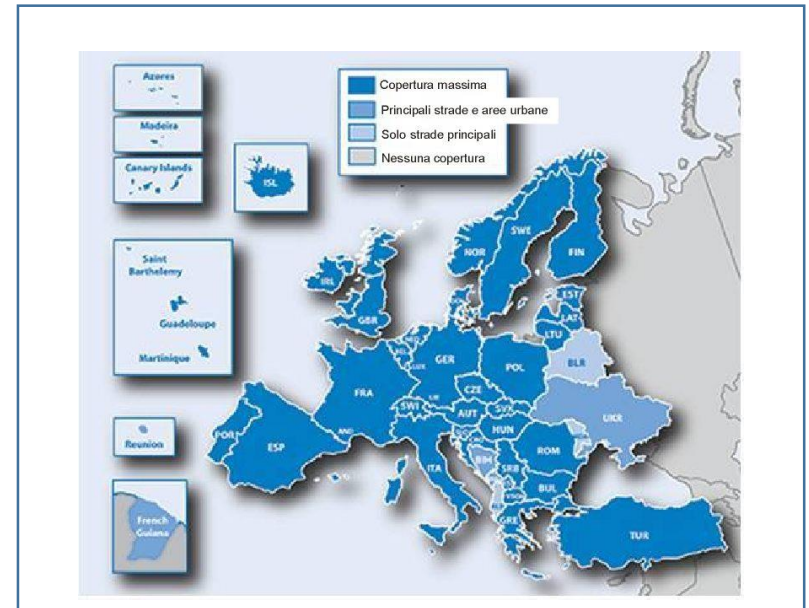 Azores
Madeira
Canary Islands
ISL
Copertura massima
Principali strade e aree urbane
Solo strade principali
Nessuna copertura
Saint
Barthelemy
Guadeloupe
Martinique
Reunion
French
Guiana
NOR
SWE
FIN
IRL
GBR
EST
LAT
LTU
BLR
GER
POL
LUX
FRA
CZE
UKR
SWI
LIE
AUT
SVK
HUN
ROM
AND
POR
ESP
ITA
BIH
SRB
BUL
GRE
TUR